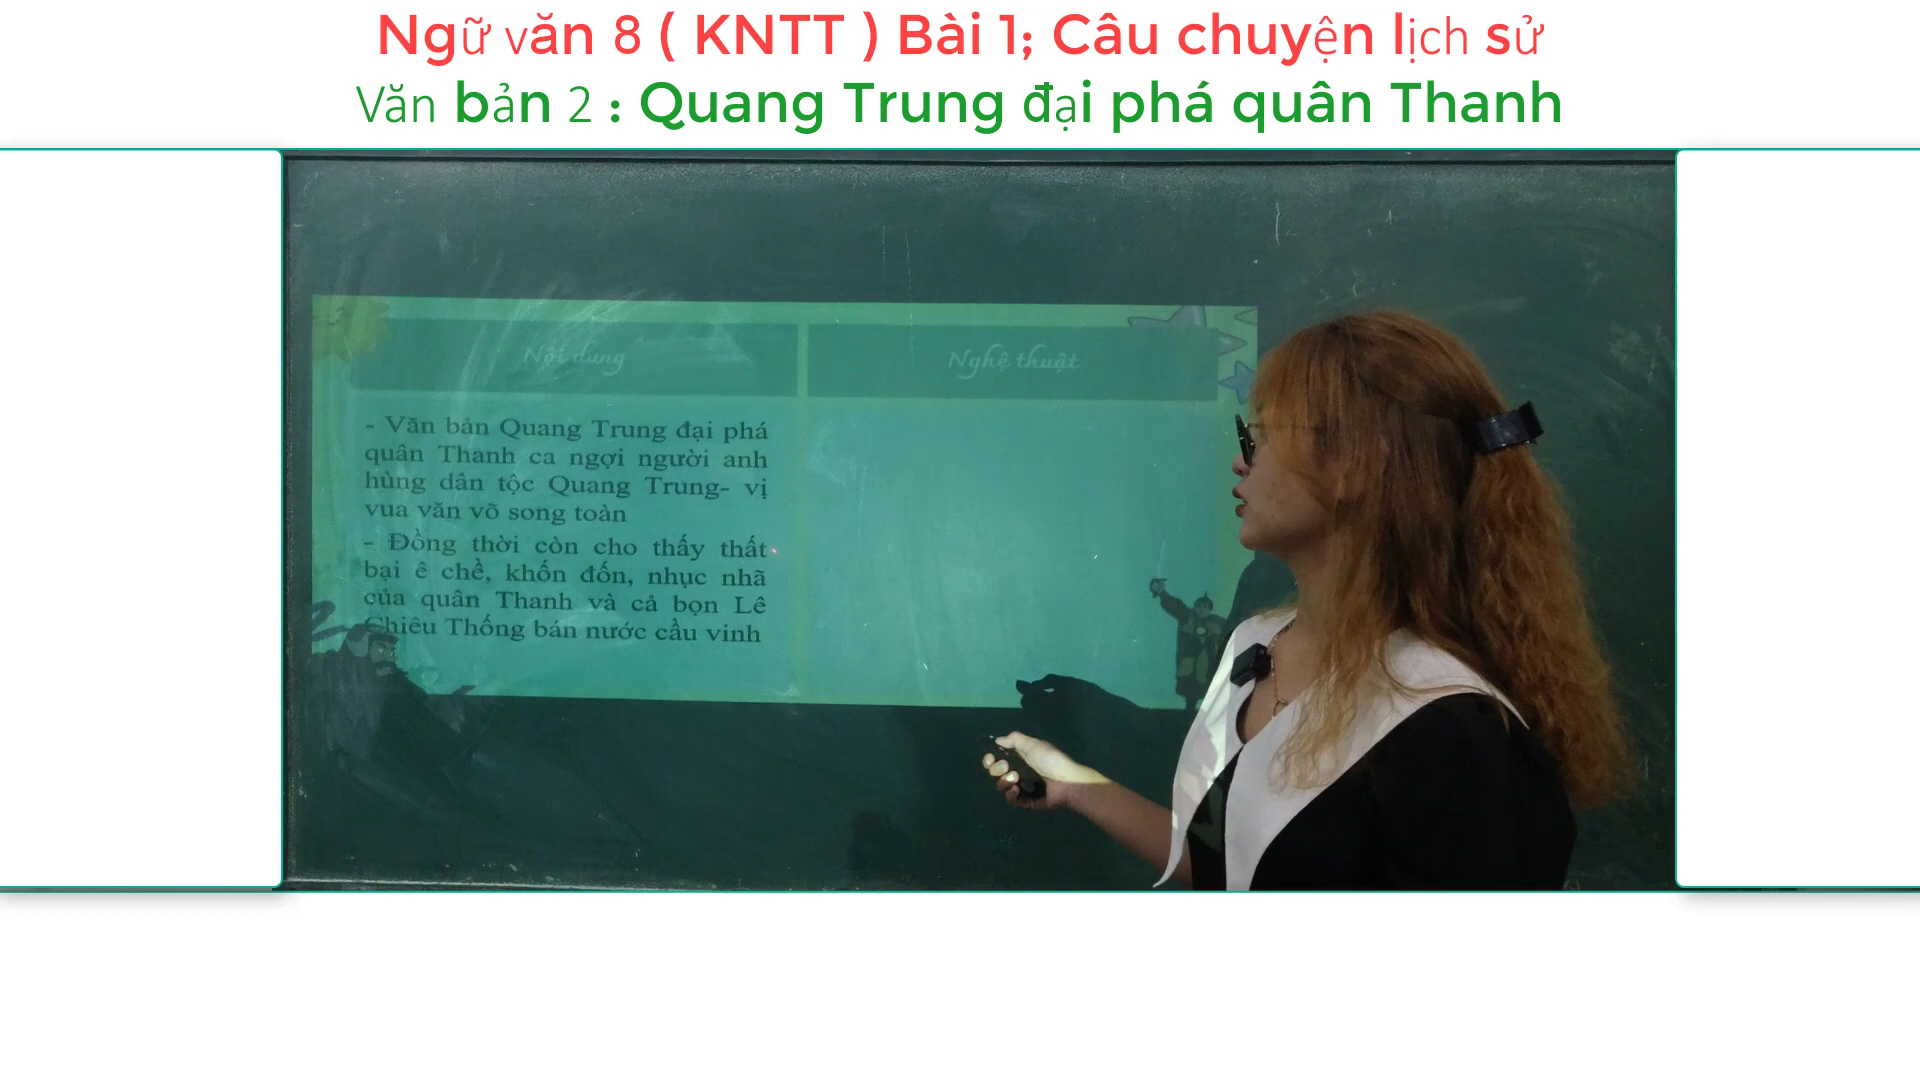 Ngữ văn 8 ( KNTT ) Bài 1; Câu chuyện lịch sử
Văn bản 2 : Quang Trung đại phá quân Thanh
Nội dung
Nghệ thuật
- Văn bản Quang Trung đại phá
quân Thanh ca ngợi người anh
hùng dân tộc Quang Trung- vị
vua văn võ song toàn
- Đồng thời còn cho thấy thất
bại ê chề, khốn đốn, nhục nhã
của quân Thanh và cả bọn Lê
Chiêu Thống bán nước cầu vinh